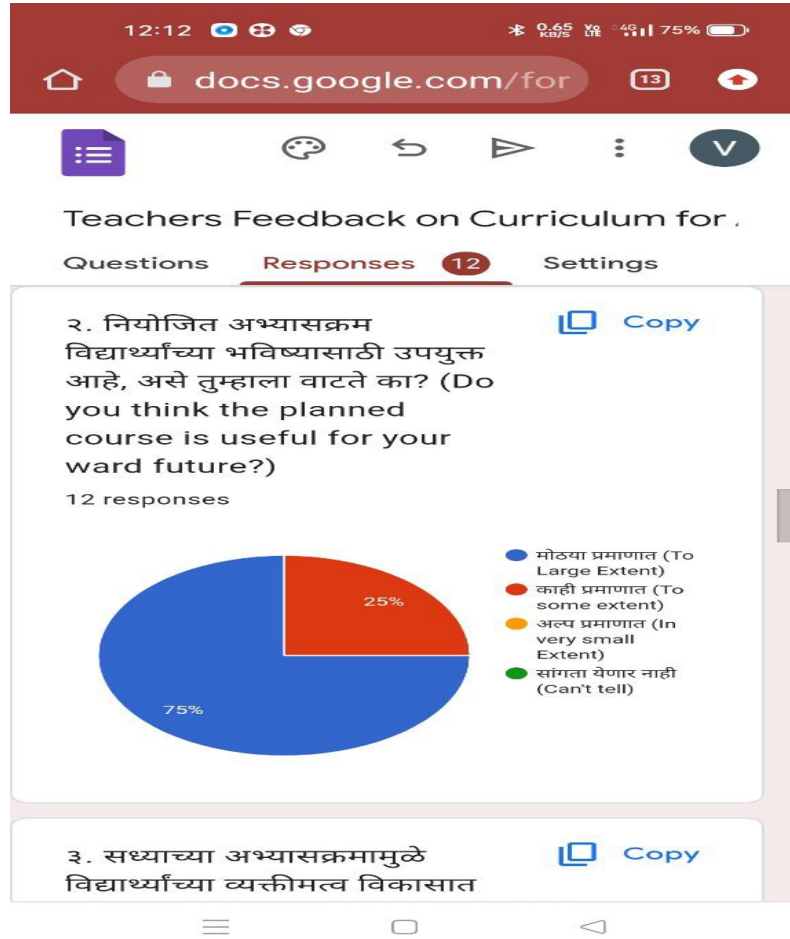 12:12 0.65 KB/S Vo LTE 4G 75%
docs.google.com/for 13
V
Teachers Feedback on Curriculum for
Questions Responses 12 Settings
२. नियोजित अभ्यासक्रम Copy
विद्यार्थ्यांच्या भविष्यासाठी उपयुक्त
आहे, असे तुम्हाला वाटते का? (Do
you think the planned
course is useful for your
ward future?)
12 responses
25%
75%
मोठया प्रमाणात (To
Large Extent)
काही प्रमाणात (To
some extent)
अल्प प्रमाणात (In
very small
Extent)
सांगता येणार नाही
(Can't tell)
३. सध्याच्या अभ्यासक्रमामुळे Copy
विद्यार्थ्यांच्या व्यक्तीमत्व विकासात